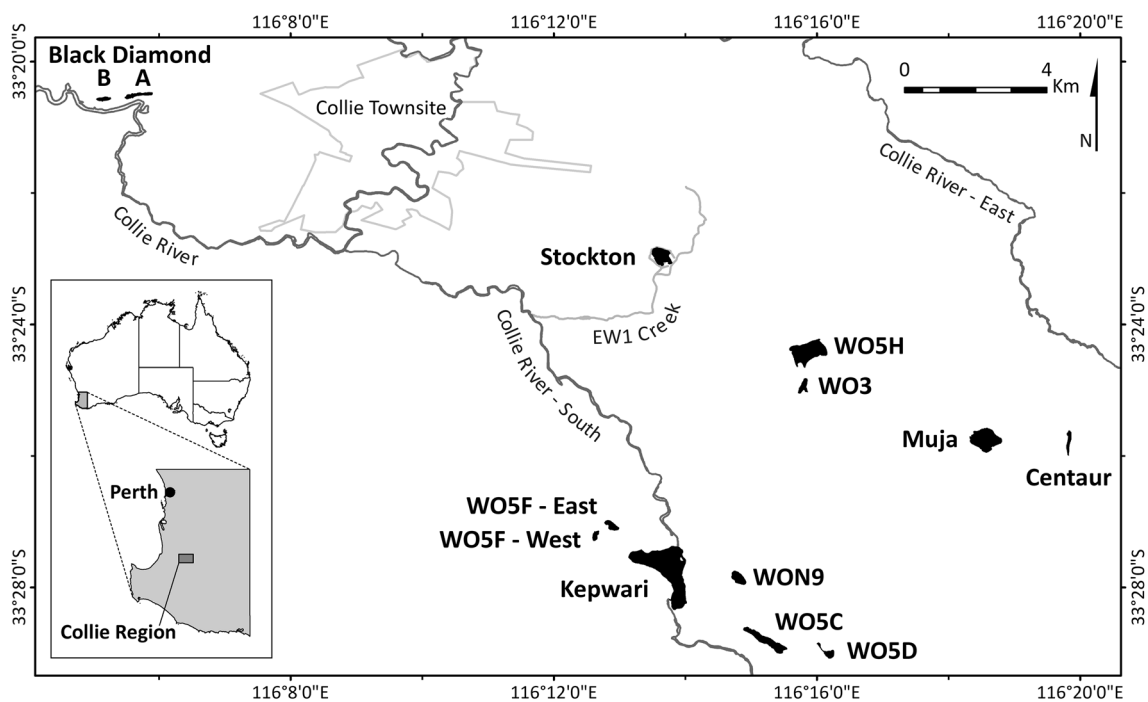 116°8'0"E
116°12'0"E
116°16'0"E
116°20'0"E
33°20'0"S
33°20'0"S
Black Diamond
B A
0 4
Km
N
Collie Townsite
Collie River - East
Collie River
Stockton
EW1 Creek
33°24'0"S
33°24'0"S
Collie River - South
WO5H
WO3
Muja
Centaur
Perth
WO5F - East
WO5F - West
Kepwari
WON9
33°28'0"S
33°28'0"S
WO5C
WO5D
Collie Region
116°8'0"E
116°12'0"E
116°16'0"E
116°20'0"E